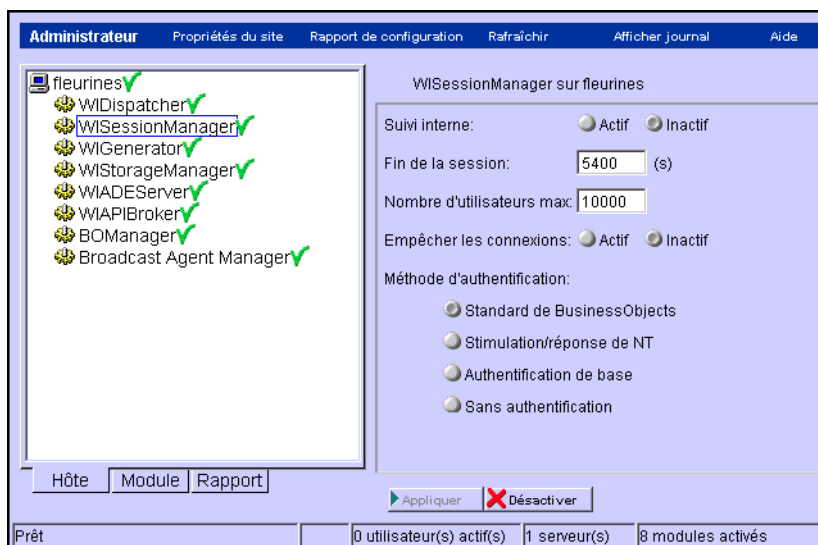 Administrateur Propriétés du site Rapport de configuration Rafraîchir Afficher journal Aide
fleurines
WIDispatcher
WISessionManager
WIGenerator
WIStorageManager
WIADEServer
WIAPIBroker
BOManager
Broadcast Agent Manager
Hôte Module Rapport
WISessionManager sur fleurines
Suivi interne: Actif Inactif
Fin de la session: 5400 (s)
Nombre d'utilisateurs max: 10000
Empêcher les connexions: Actif Inactif
Méthode d'authentification:
Standard de BusinessObjects
Stimulation/réponse de NT
Authentification de base
Sans authentification
Appliquer Désactiver
Prêt 0 utilisateur(s) actif(s) 1 serveur(s) 8 modules activés